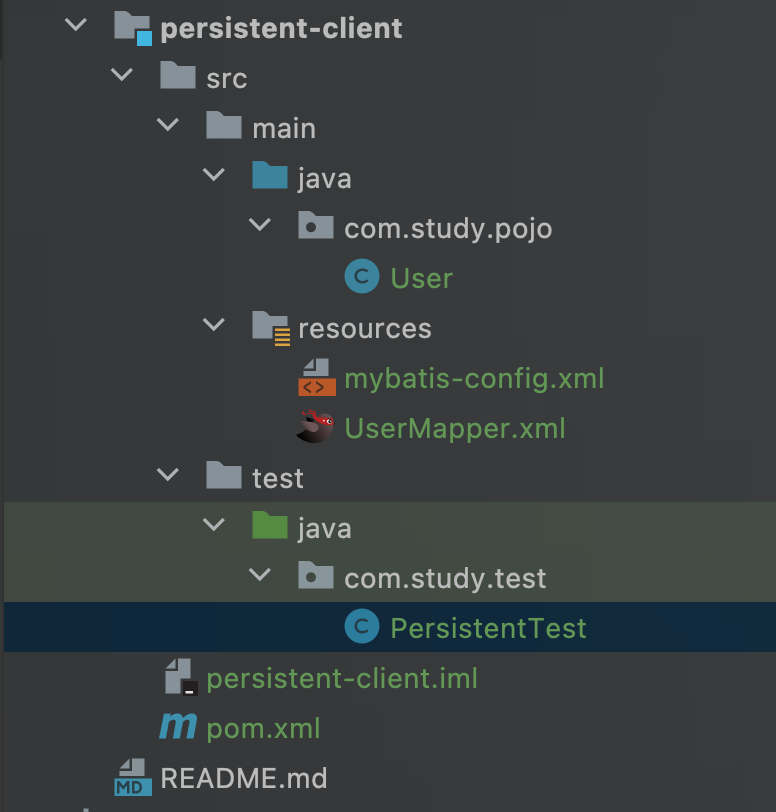 persistent-client
src
main
java
com.study.pojo
C User
resources
<> mybatis-config.xml
UserMapper.xml
test
java
com.study.test
C PersistentTest
persistent-client.iml
m pom.xml
MD README.md